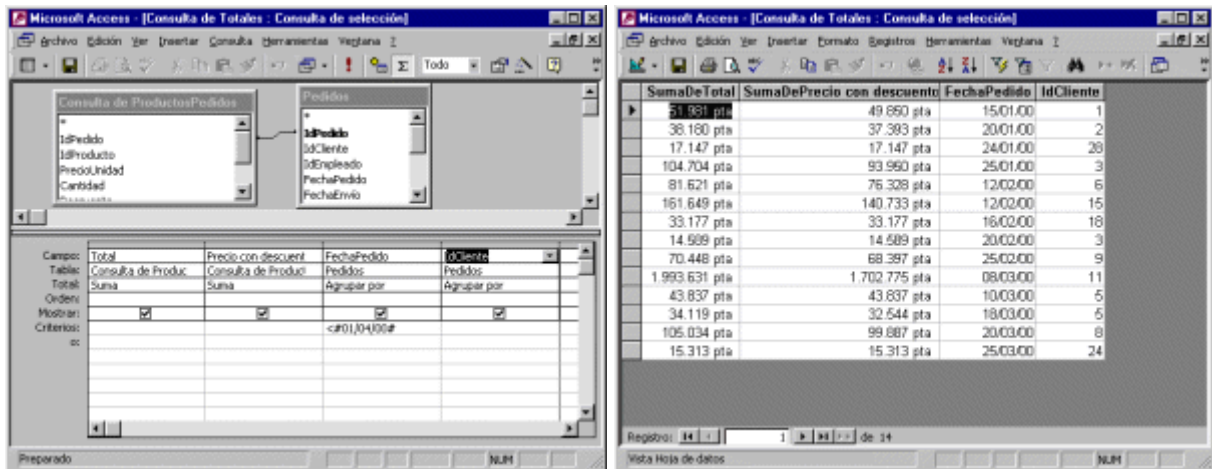 Microsoft Access - [Consulta de Totales : Consulta de selección]
Archivo Edición Ver Insertar Consulta Herramientas Ventana ?
Todo
Consulta de ProductosPedidos
*
IdPedido
IdProducto
PrecioUnidad
Cantidad
Pedidos
*
IdPedido
IdCliente
IdEmpleado
FechaPedido
FechaEnvío
Campo: Total Precio con descuent FechaPedido IdCliente
Tabla: Consulta de Produc Consulta de Produc Pedidos Pedidos
Total: Suma Suma Agrupar por Agrupar por
Orden:
Mostrar:
Criterios: <#01/04/00#
o:
Preparado NUM
Microsoft Access - [Consulta de Totales : Consulta de selección]
Archivo Edición Ver Insertar Formato Registros Herramientas Ventana ?
SumaDeTotal SumaDePrecio con descuento FechaPedido IdCliente
51.981 pta 49.850 pta 15/01/00 1
38.180 pta 37.393 pta 20/01/00 2
17.147 pta 17.147 pta 24/01/00 28
104.704 pta 93.960 pta 25/01/00 3
81.621 pta 76.328 pta 12/02/00 6
161.649 pta 140.733 pta 12/02/00 15
33.177 pta 33.177 pta 16/02/00 18
14.589 pta 14.589 pta 20/02/00 3
70.448 pta 68.397 pta 25/02/00 9
1.993.631 pta 1.702.775 pta 08/03/00 11
43.837 pta 43.837 pta 10/03/00 5
34.119 pta 32.544 pta 18/03/00 5
105.034 pta 99.887 pta 20/03/00 8
15.313 pta 15.313 pta 25/03/00 24
Registro: 1 de 14
Vista Hoja de datos NUM